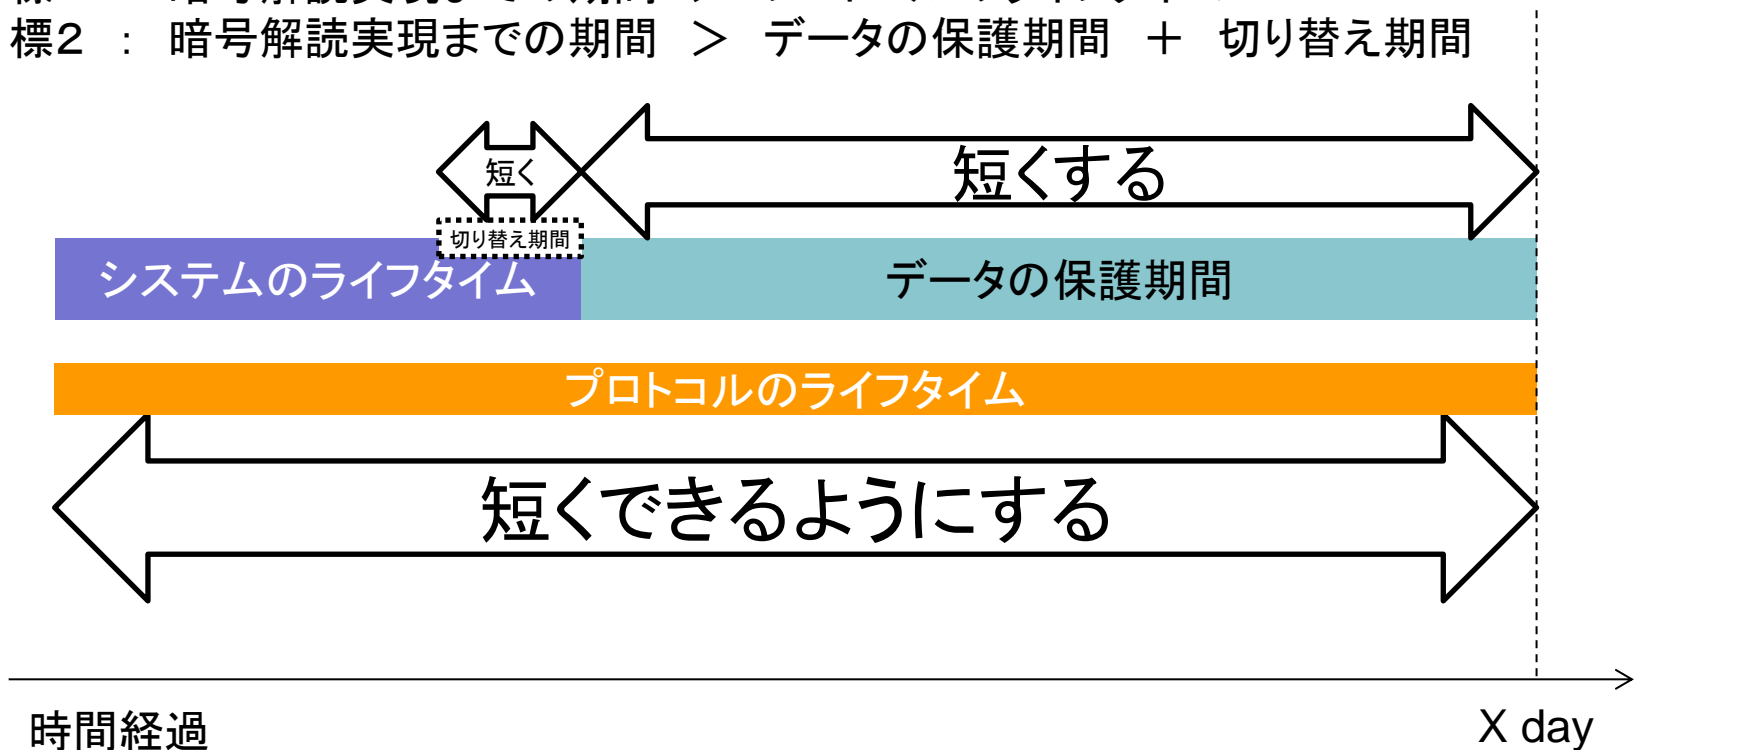 標2 : 暗号解読実現までの期間 > データの保護期間 + 切り替え期間
短く
短くする
切り替え期間
システムのライフタイム
データの保護期間
プロトコルのライフタイム
短くできるようにする
時間経過
X day